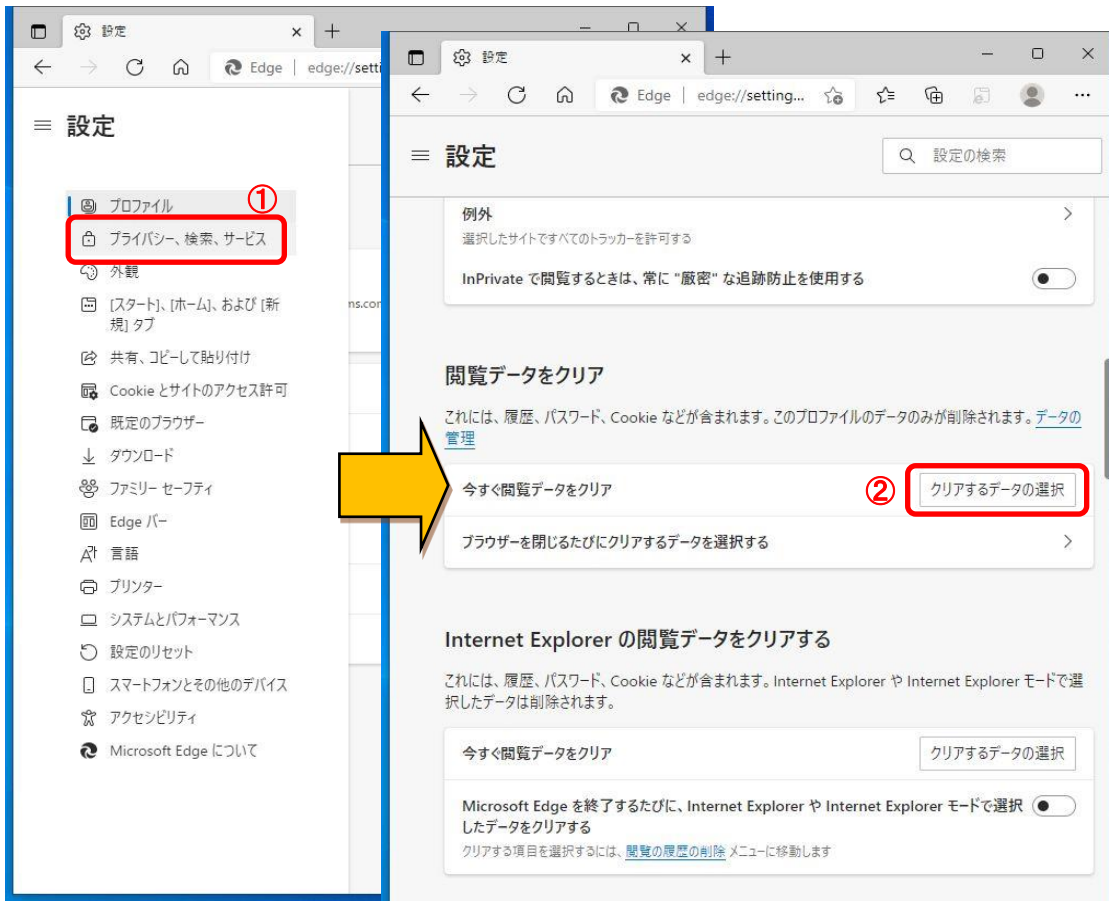 設定
Edge | edge://setti
設定
①
プロファイル
プライバシー、検索、サービス
外観
[スタート]、[ホーム]、および [新
規] タブ
ns.con
共有、コピーして貼り付け
Cookie とサイトのアクセス許可
既定のブラウザー
ダウンロード
ファミリー セーフティ
Edge バー
言語
プリンター
システムとパフォーマンス
設定のリセット
スマートフォンとその他のデバイス
アクセシビリティ
Microsoft Edge について
設定
Edge | edge://setting...
設定
設定の検索
例外
選択したサイトですべてのトラッカーを許可する
InPrivate で閲覧するときは、常に "厳密" な追跡防止を使用する
閲覧データをクリア
これには、履歴、パスワード、Cookie などが含まれます。このプロファイルのデータのみが削除されます。データの
管理
今すぐ閲覧データをクリア
②
クリアするデータの選択
ブラウザーを閉じるたびにクリアするデータを選択する
Internet Explorer の閲覧データをクリアする
これには、履歴、パスワード、Cookie などが含まれます。Internet Explorer や Internet Explorer モードで選
択したデータは削除されます。
今すぐ閲覧データをクリア
クリアするデータの選択
Microsoft Edge を終了するたびに、Internet Explorer や Internet Explorer モードで選択
したデータをクリアする
クリアする項目を選択するには、閲覧の履歴の削除 メニューに移動します